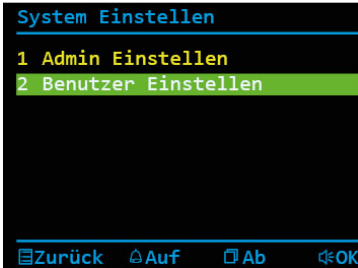 System Einstellen
1 Admin Einstellen
2 Benutzer Einstellen
Zurück Auf Ab OK